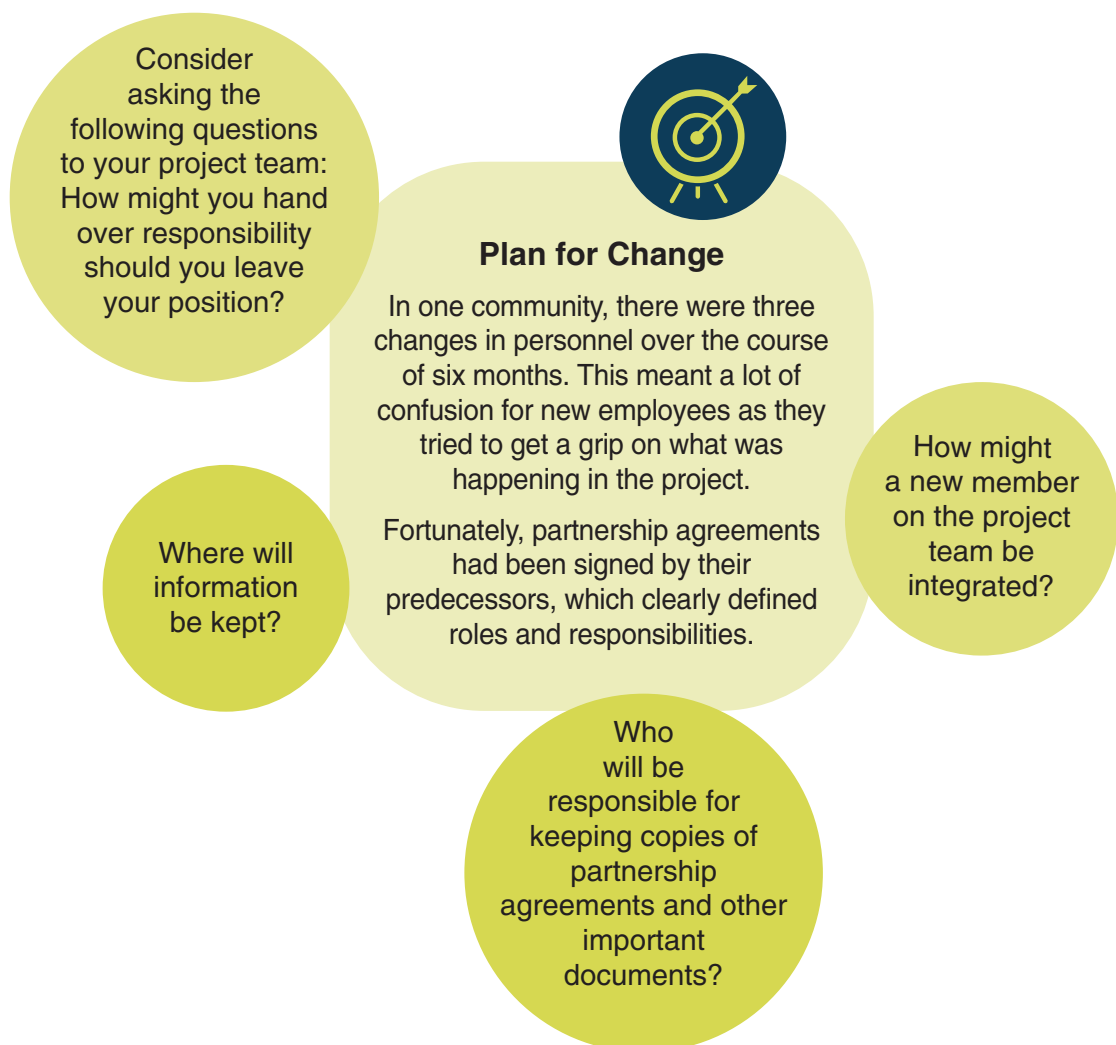 Consider
asking the
following questions
to your project team:
How might you hand
over responsibility
should you leave
your position?
Plan for Change
In one community, there were three
changes in personnel over the course
of six months. This meant a lot of
confusion for new employees as they
tried to get a grip on what was
happening in the project.
Fortunately, partnership agreements
had been signed by their
predecessors, which clearly defined
roles and responsibilities.
How might
a new member
on the project
team be
integrated?
Where will
information
be kept?
Who
will be
responsible for
keeping copies of
partnership
agreements and other
important
documents?